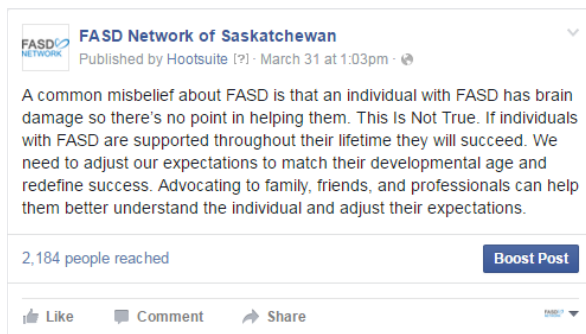 FASD
NETWORK
FASD Network of Saskatchewan
Published by Hootsuite [?] · March 31 at 1:03pm ·
A common misbelief about FASD is that an individual with FASD has brain
damage so there's no point in helping them. This Is Not True. If individuals
with FASD are supported throughout their lifetime they will succeed. We
need to adjust our expectations to match their developmental age and
redefine success. Advocating to family, friends, and professionals can help
them better understand the individual and adjust their expectations.
2,184 people reached
Boost Post
Like Comment Share
FASD
NETWORK